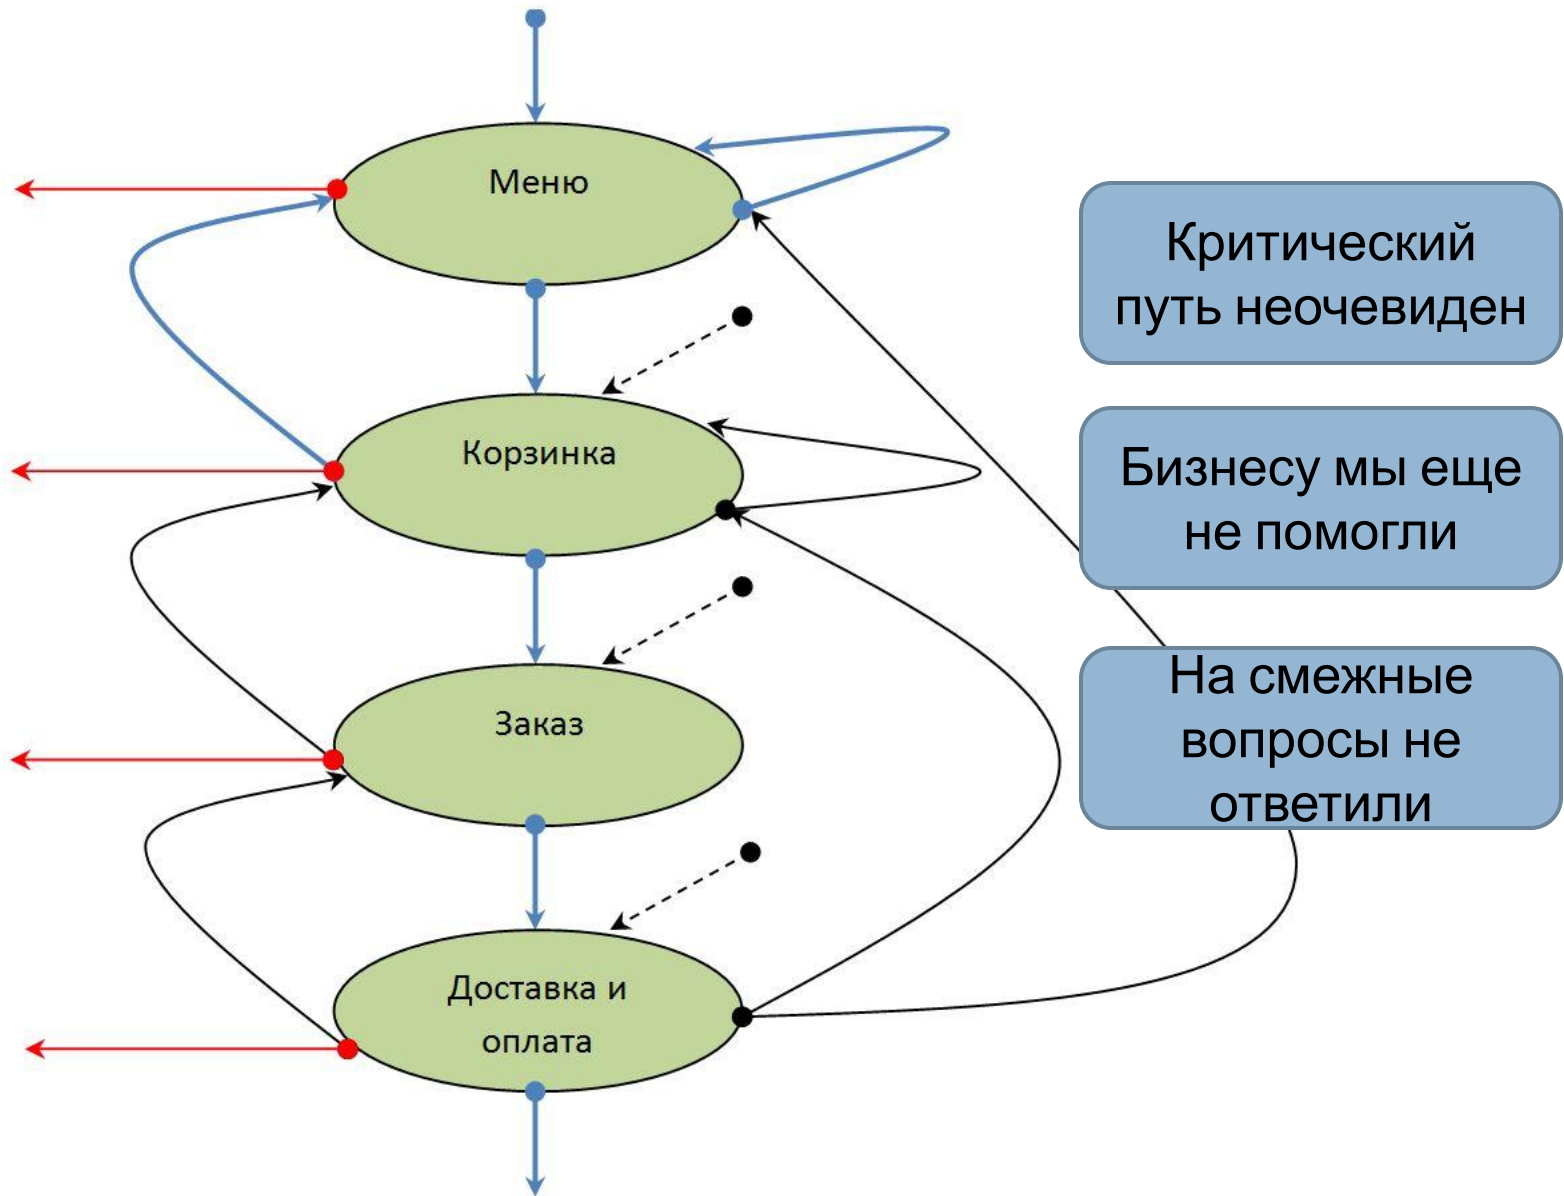 Меню
Критический
путь неочевиден
Корзинка
Бизнесу мы еще
не помогли
Заказ
На смежные
вопросы не
ответили
Доставка и
оплата